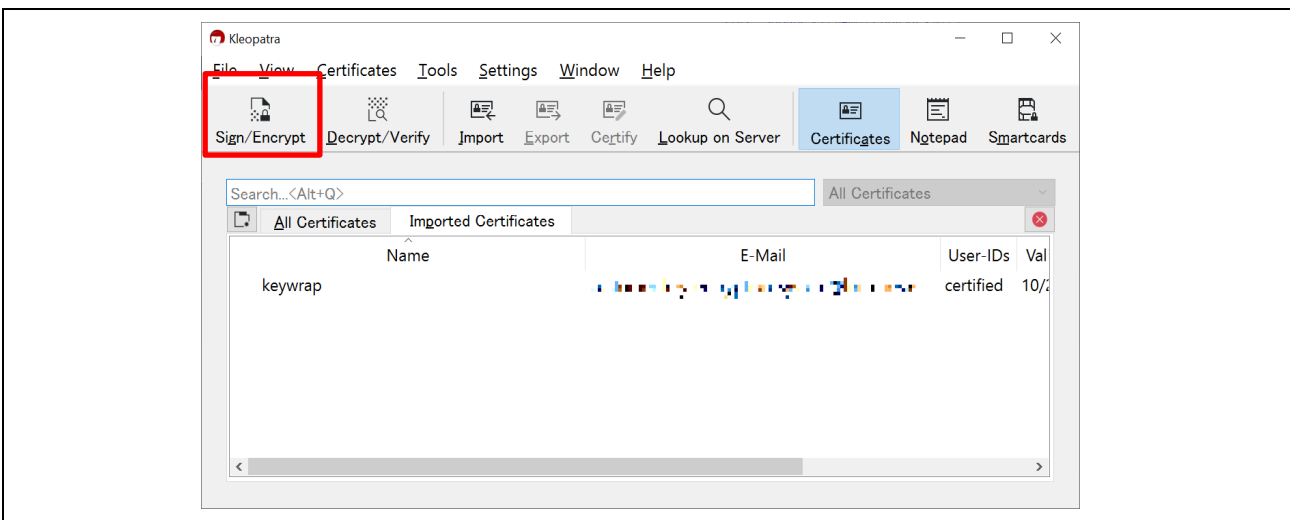 Kleopatra
File View Certificates Tools Settings Window Help
Sign/Encrypt Decrypt/Verify Import Export Certify Lookup on Server Certificates Notepad Smartcards
Search...<Alt+Q> All Certificates
All Certificates Imported Certificates
Name E-Mail User-IDs Val
keywrap certified 10/2